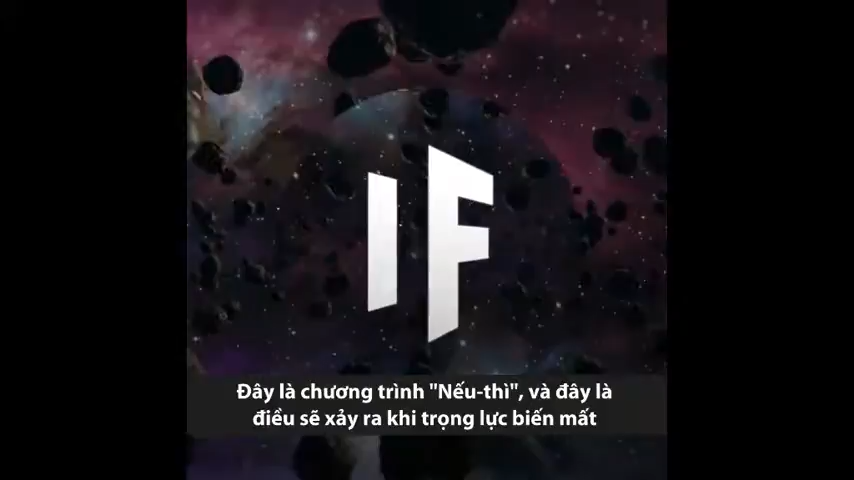 IF
Đây là chương trình "Nếu-thì", và đây là
điều sẽ xảy ra khi trọng lực biến mất